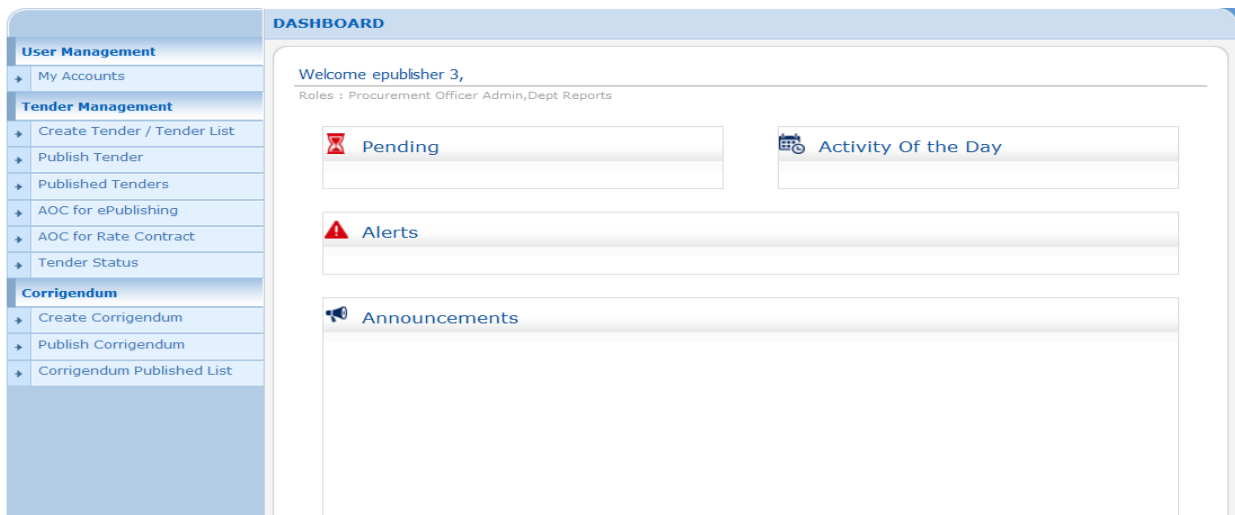 DASHBOARD
User Management
My Accounts
Tender Management
Create Tender / Tender List
Publish Tender
Published Tenders
AOC for ePublishing
AOC for Rate Contract
Tender Status
Corrigendum
Create Corrigendum
Publish Corrigendum
Corrigendum Published List
Welcome epublisher 3,
Roles : Procurement Officer Admin,Dept Reports
Pending
Activity Of the Day
Alerts
Announcements